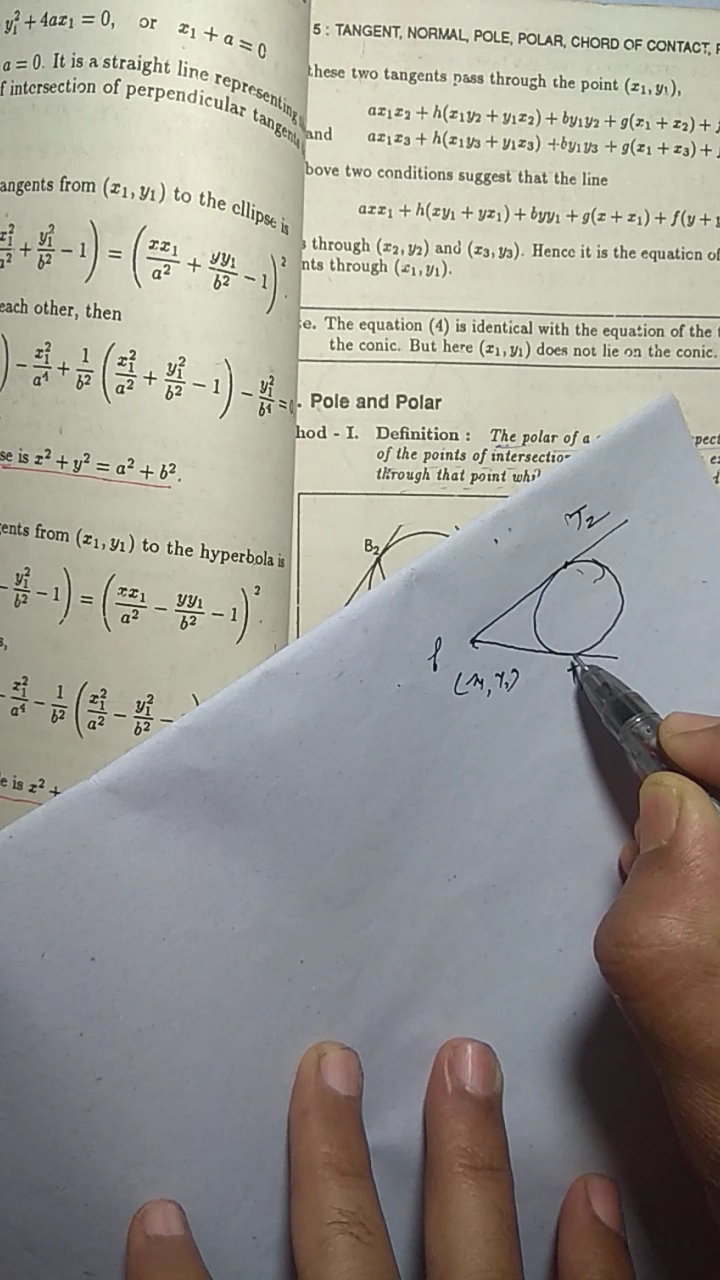 y₁² + 4ax₁ = 0, or x₁ + a = 0
a = 0. It is a straight line representing
f intersection of perpendicular tangents
angents from (x₁, y₁) to the cllipse is
x₁²/a² + y₁²/b² − 1) = (xx₁/a² + yy₁/b² − 1)².
each other, then
) − x₁²/a⁴ + 1/b² (x₁²/a² + y₁²/b² − 1) − y₁²/b⁴ = 0
se is x² + y² = a² + b².
ents from (x₁, y₁) to the hyperbola is
− y₁²/b² − 1) = (xx₁/a² − yy₁/b² − 1)².
s,
− x₁²/a⁴ − 1/b² (x₁²/a² − y₁²/b² −
e is x² +
5 : TANGENT, NORMAL, POLE, POLAR, CHORD OF CONTACT,
these two tangents pass through the point (x₁, y₁),
ax₁x₂ + h(x₁y₂ + y₁x₂) + by₁y₂ + g(x₁ + x₂) +
and ax₁x₃ + h(x₁y₃ + y₁x₃) + by₁y₃ + g(x₁ + x₃) +
bove two conditions suggest that the line
axx₁ + h(xy₁ + yx₁) + byy₁ + g(x + x₁) + f(y +
s through (x₂, y₂) and (x₃, y₃). Hence it is the equation of
nts through (x₁, y₁).
e. The equation (4) is identical with the equation of the
the conic. But here (x₁, y₁) does not lie on the conic.
. Pole and Polar
hod - I. Definition : The polar of a pect
of the points of intersectio
through that point whi
B₂
T₂
P
(x₁, y₁)